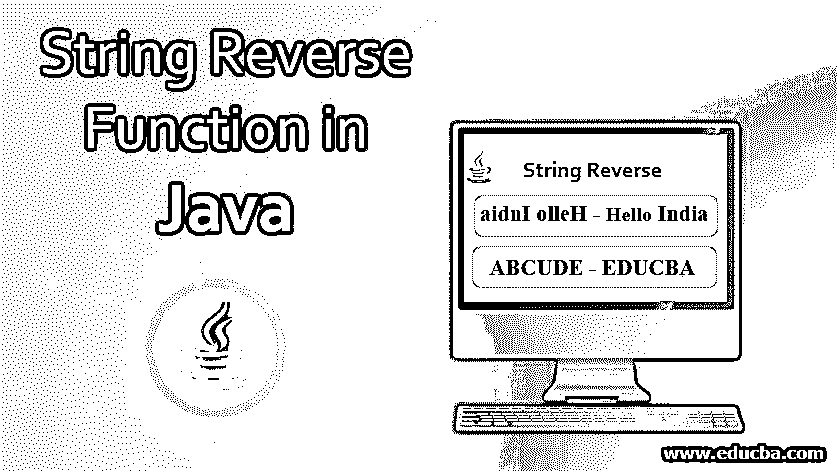 String Reverse
Function in
Java
String Reverse
aidnI olleH - Hello India
ABCUDE - EDUCBA
www.educba.com